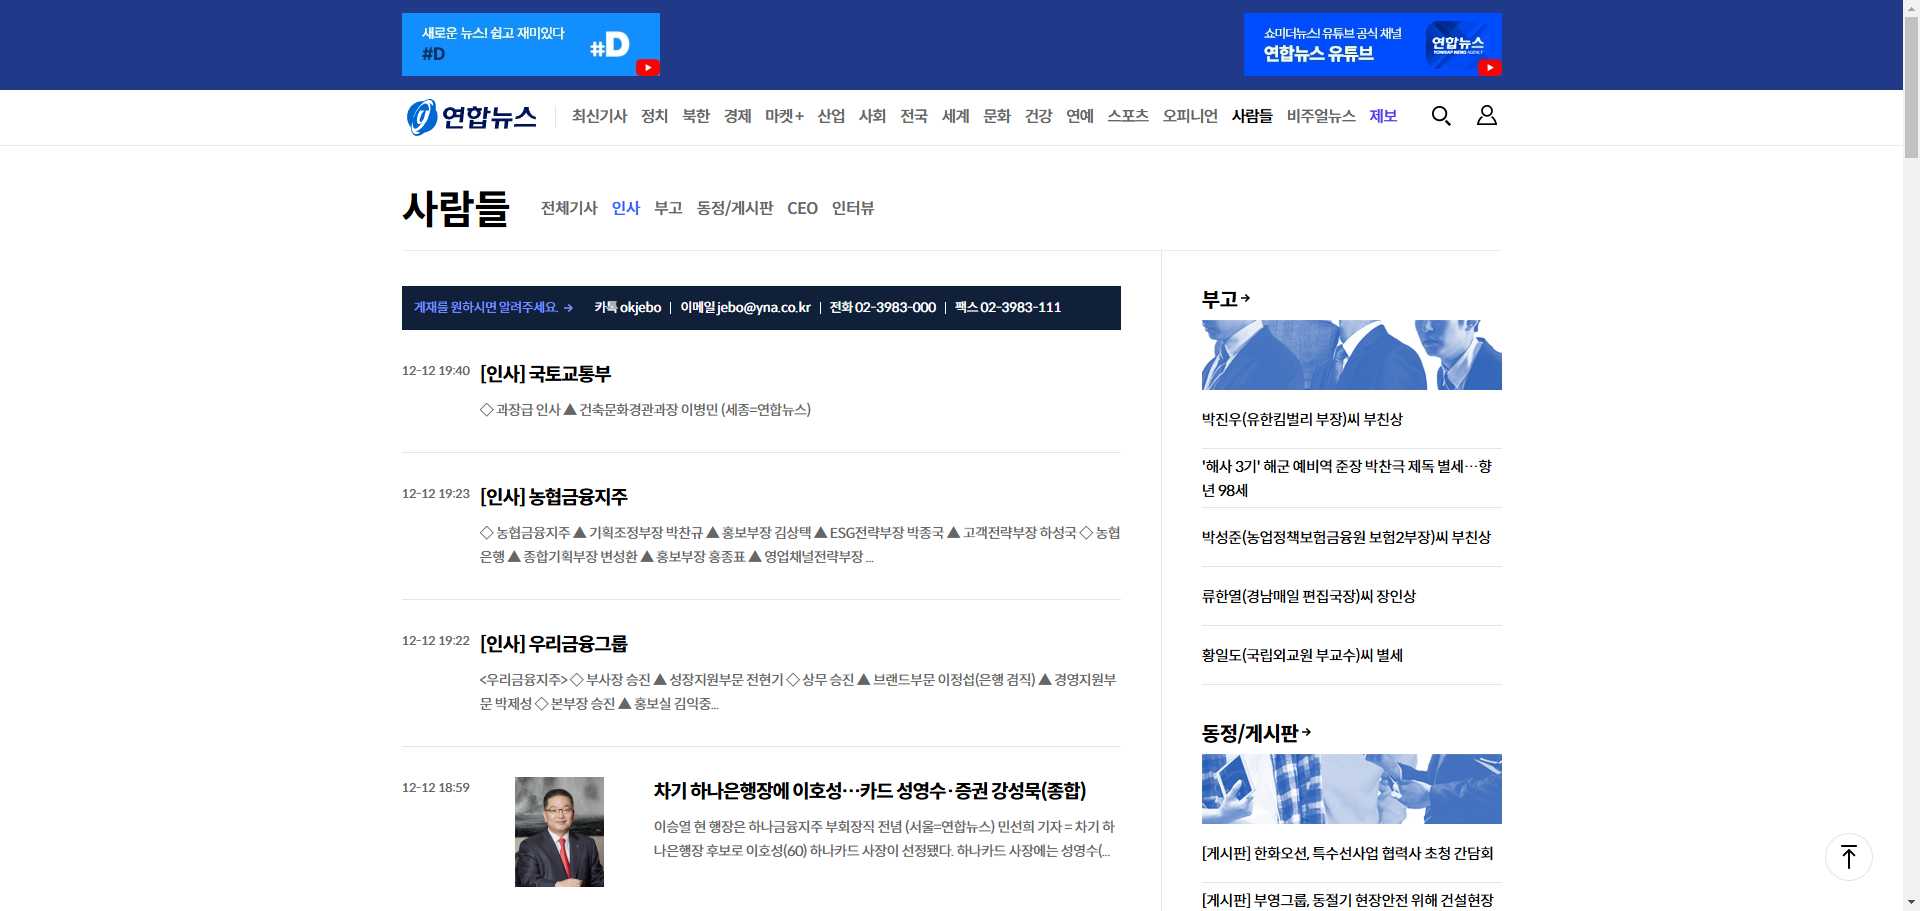 새로운 뉴스! 쉽고 재미있다
#D
#D
쇼미더뉴스! 유튜브 공식 채널
연합뉴스 유튜브
연합뉴스
YONHAP NEWS AGENCY
연합뉴스
최신기사 정치 북한 경제 마켓+ 산업 사회 전국 세계 문화 건강 연예 스포츠 오피니언 사람들 비주얼뉴스 제보
사람들
전체기사 인사 부고 동정/게시판 CEO 인터뷰
게재를 원하시면 알려주세요. → 카톡 okjebo | 이메일 jebo@yna.co.kr | 전화 02-3983-000 | 팩스 02-3983-111
12-12 19:40
[인사] 국토교통부
◇ 과장급 인사 ▲ 건축문화경관과장 이병민 (세종=연합뉴스)
12-12 19:23
[인사] 농협금융지주
◇ 농협금융지주 ▲ 기획조정부장 박찬규 ▲ 홍보부장 김상택 ▲ ESG전략부장 박종국 ▲ 고객전략부장 하성국 ◇ 농협
은행 ▲ 종합기획부장 변성환 ▲ 홍보부장 홍종표 ▲ 영업채널전략부장 ...
12-12 19:22
[인사] 우리금융그룹
<우리금융지주> ◇ 부사장 승진 ▲ 성장지원부문 전현기 ◇ 상무 승진 ▲ 브랜드부문 이정섭(은행 겸직) ▲ 경영지원부
문 박제성 ◇ 본부장 승진 ▲ 홍보실 김익중...
12-12 18:59
차기 하나은행장에 이호성…카드 성영수·증권 강성묵(종합)
이승열 현 행장은 하나금융지주 부회장직 전념 (서울=연합뉴스) 민선희 기자 = 차기 하
나은행장 후보로 이호성(60) 하나카드 사장이 선정됐다. 하나카드 사장에는 성영수(...
부고→
박진우(유한킴벌리 부장)씨 부친상
'해사 3기' 해군 예비역 준장 박찬극 제독 별세…향
년 98세
박성준(농업정책보험금융원 보험2부장)씨 부친상
류한열(경남매일 편집국장)씨 장인상
황일도(국립외교원 부교수)씨 별세
동정/게시판→
[게시판] 한화오션, 특수선사업 협력사 초청 간담회
[게시판] 부영그룹, 동절기 현장안전 위해 건설현장